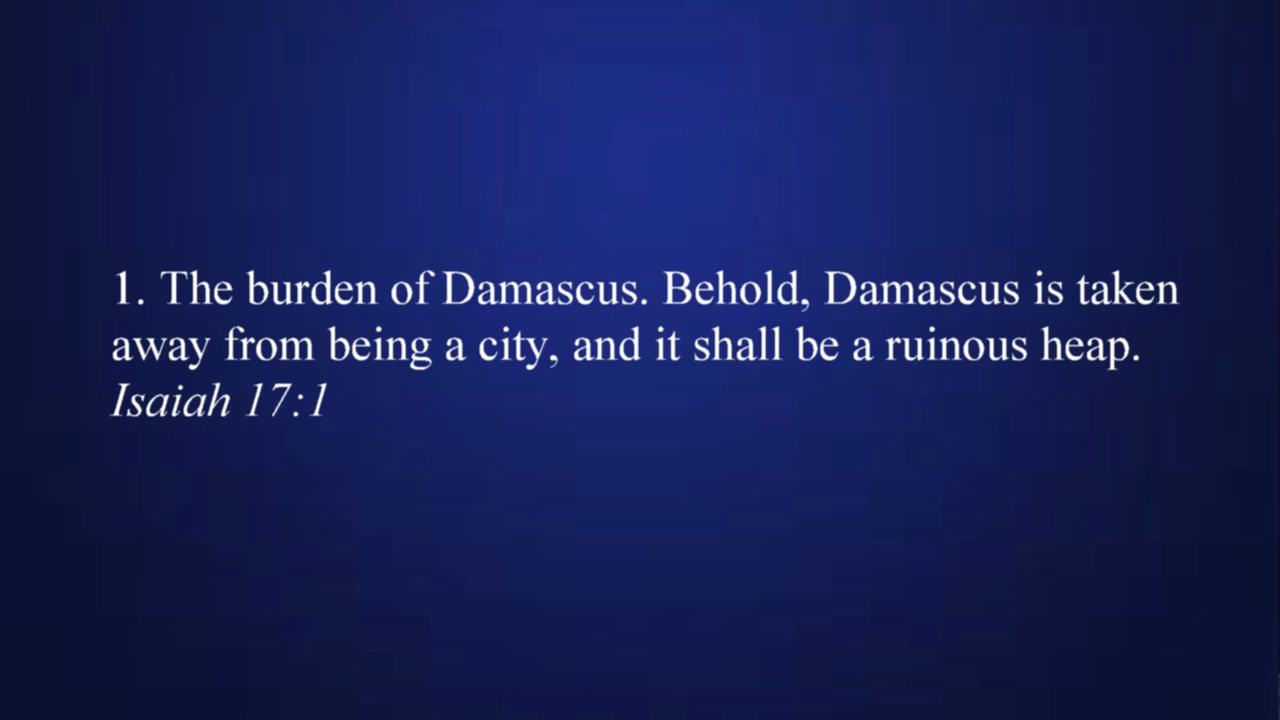 1. The burden of Damascus. Behold, Damascus is taken
away from being a city, and it shall be a ruinous heap.
Isaiah 17:1